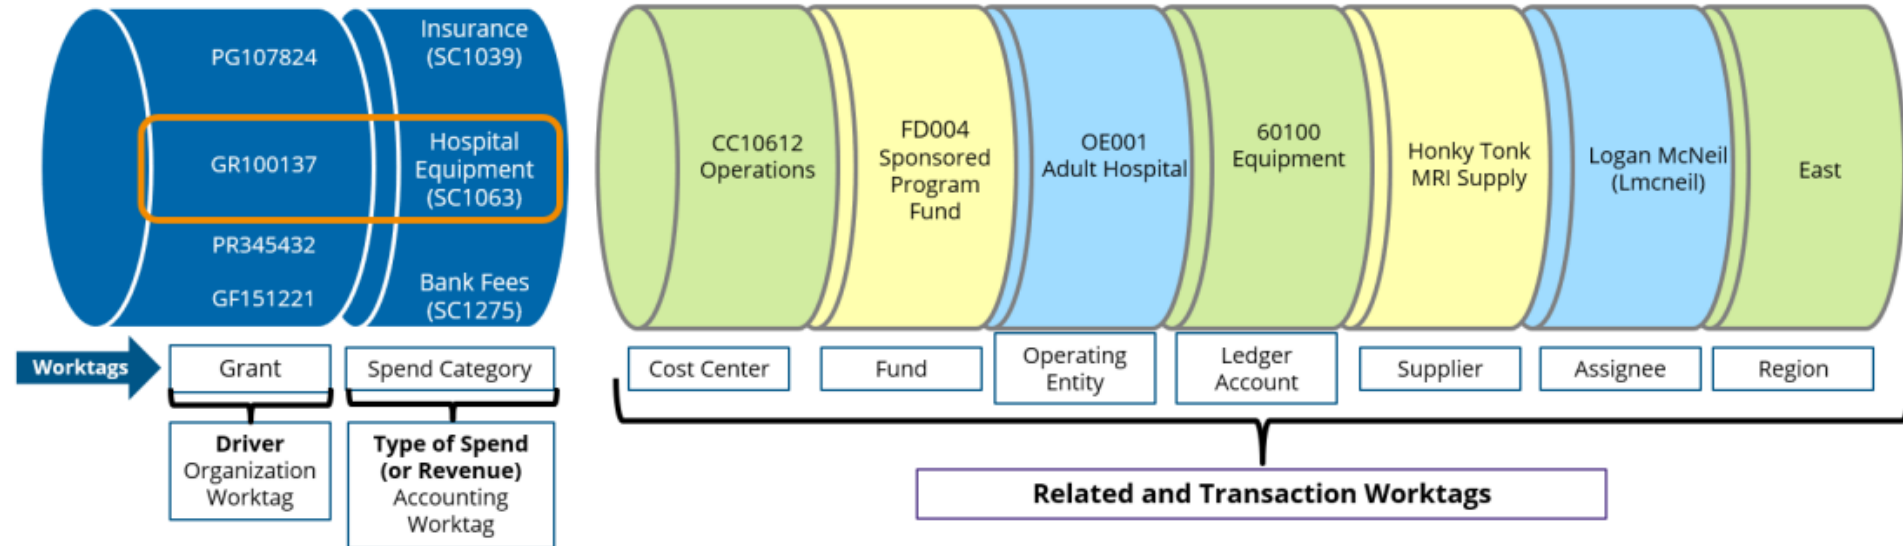 PG107824
GR100137
PR345432
GF151221
Insurance
(SC1039)
Hospital
Equipment
(SC1063)
Bank Fees
(SC1275)
CC10612
Operations
FD004
Sponsored
Program
Fund
OE001
Adult Hospital
60100
Equipment
Honky Tonk
MRI Supply
Logan McNeil
(Lmcneil)
East
Worktags
Grant
Spend Category
Cost Center
Fund
Operating
Entity
Ledger
Account
Supplier
Assignee
Region
Driver
Organization
Worktag
Type of Spend
(or Revenue)
Accounting
Worktag
Related and Transaction Worktags